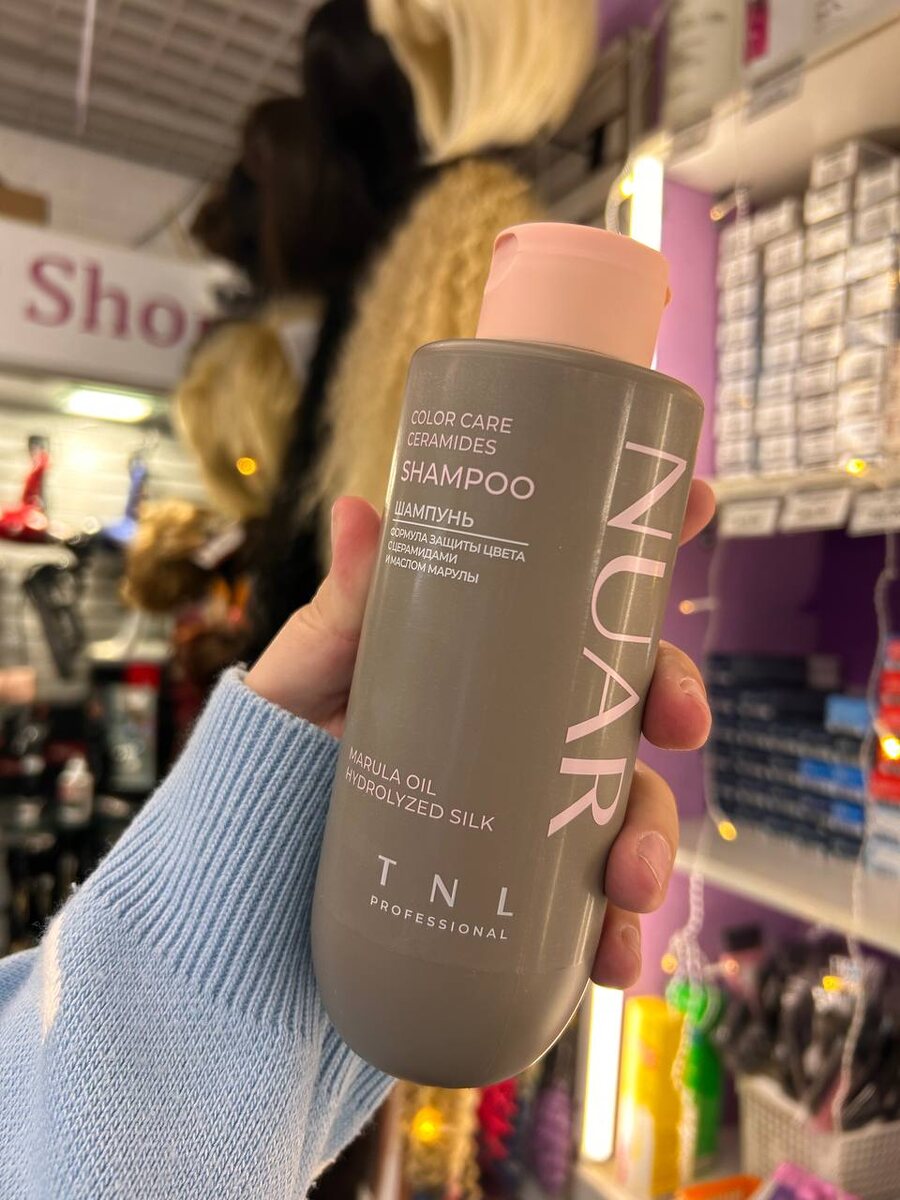 Sho
COLOR CARE
CERAMIDES
SHAMPOO
ШАМПУНЬ
ФОРМУЛА ЗАЩИТЫ ЦВЕТА
С ЦЕРАМИДАМИ
И МАСЛОМ МАРУЛЫ
NUAR
MARULA OIL
HYDROLYZED SILK
TNL
PROFESSIONAL